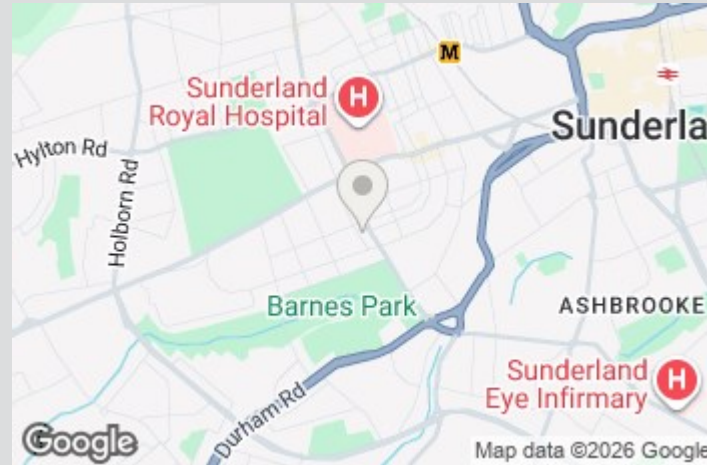 M
Sunderland
Royal Hospital
H
Hylton Rd
Sunderla
Holborn Rd
Barnes Park
ASHBROOKE
Sunderland
Eye Infirmary
H
Durham Rd
Google
Map data ©2026 Google